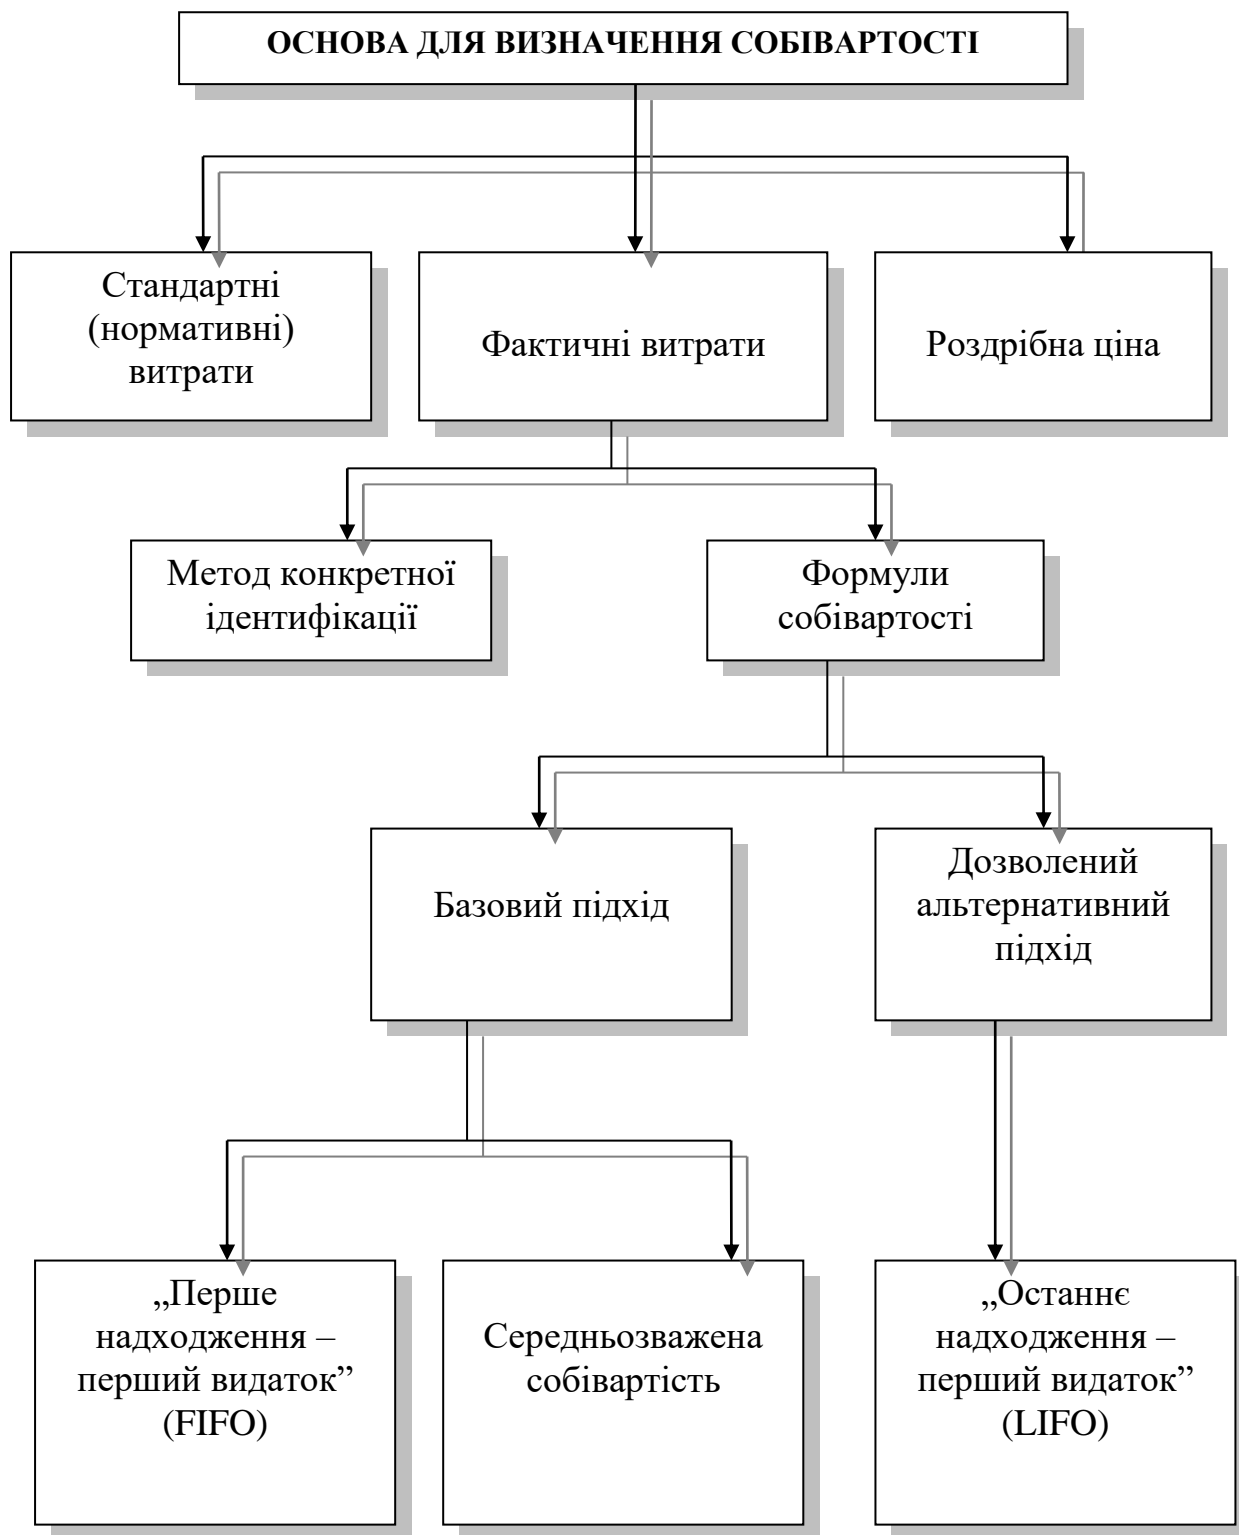 ОСНОВА ДЛЯ ВИЗНАЧЕННЯ СОБІВАРТОСТІ
Стандартні
(нормативні)
витрати
Фактичні витрати
Роздрібна ціна
Метод конкретної
ідентифікації
Формули
собівартості
Базовий підхід
Дозволений
альтернативний
підхід
„Перше
надходження –
перший видаток”
(FIFO)
Середньозважена
собівартість
„Останнє
надходження –
перший видаток”
(LIFO)